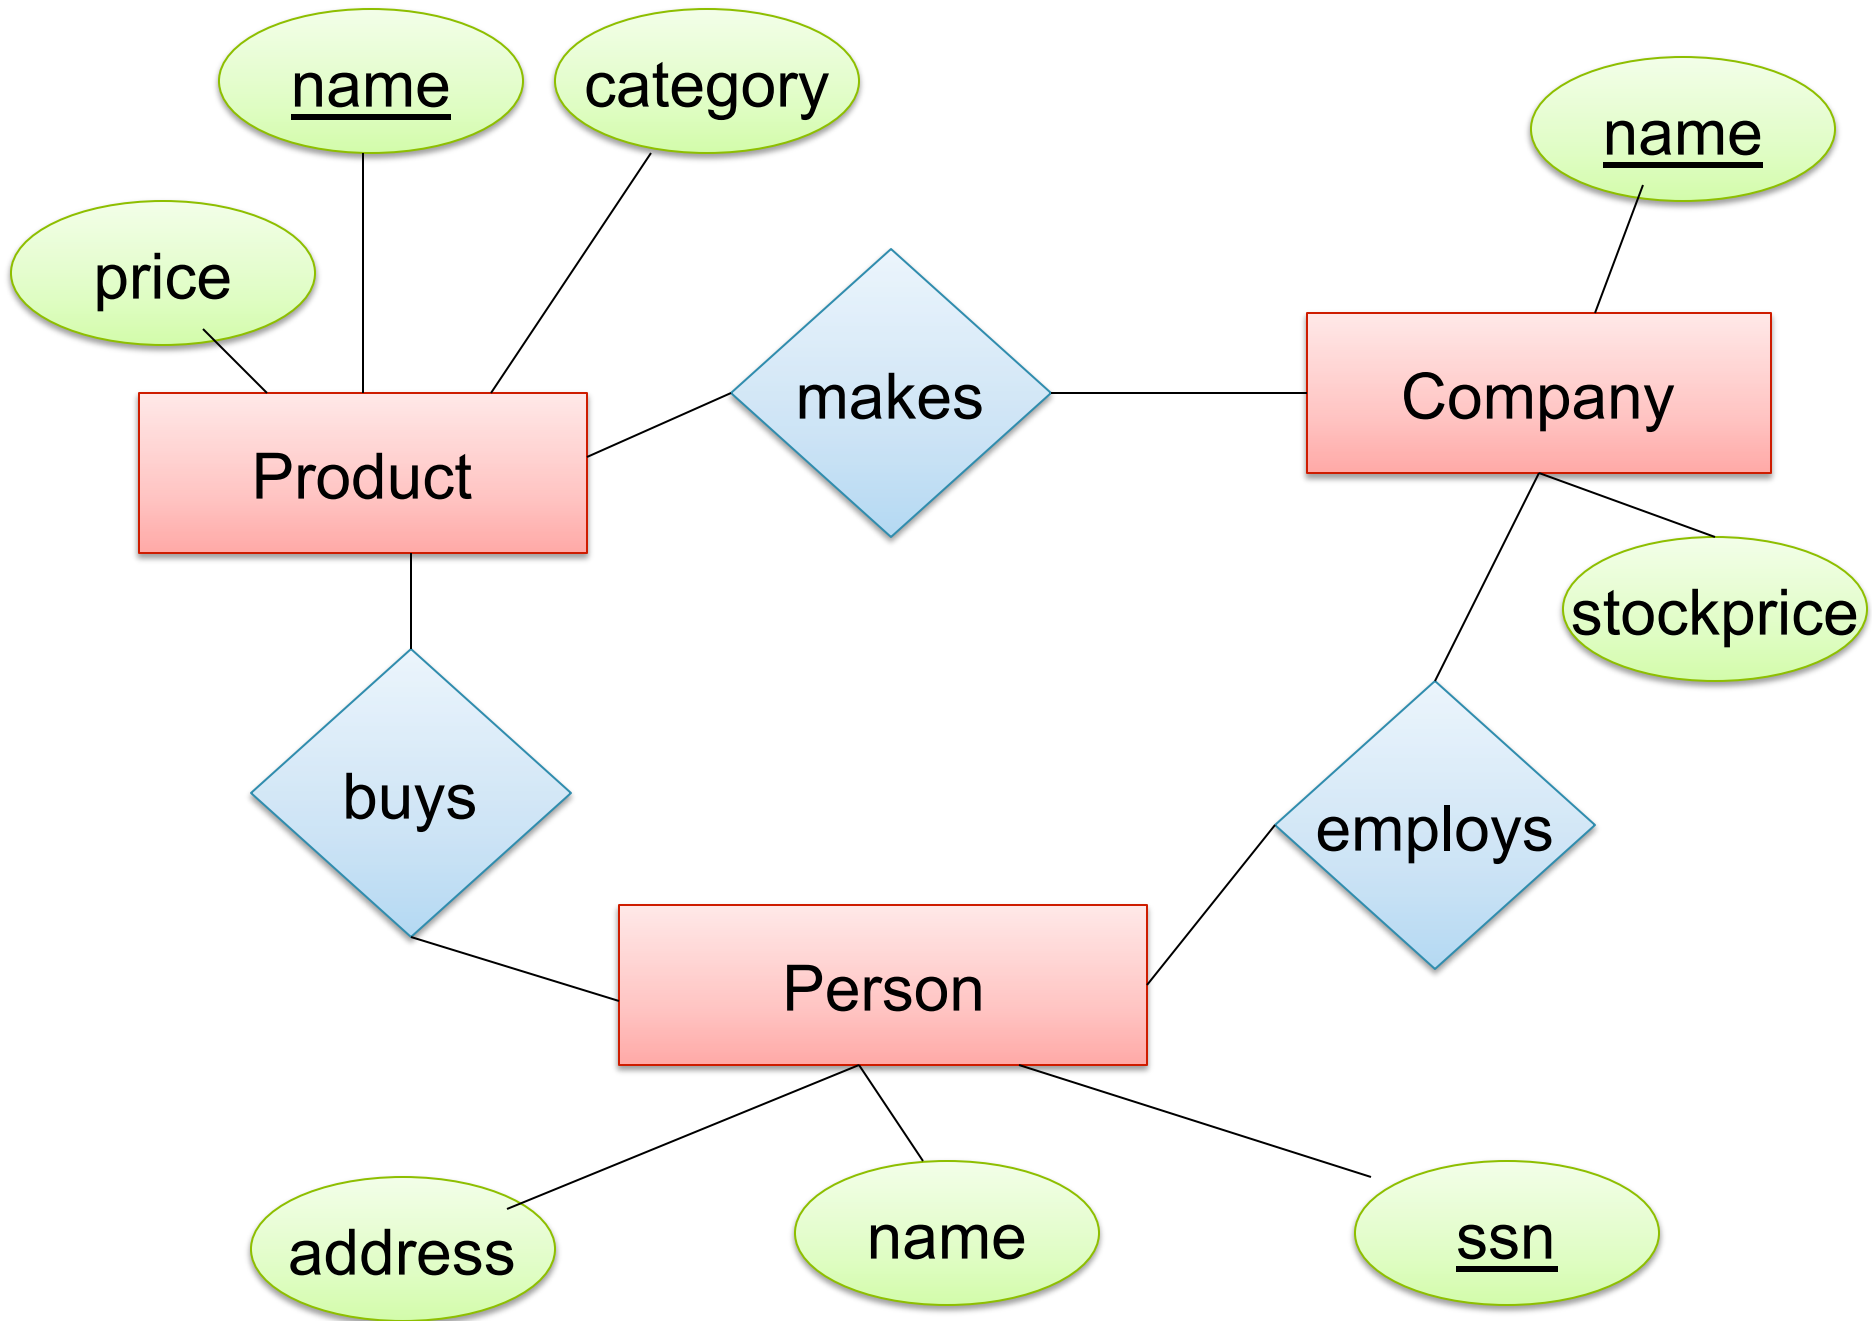 name
category
name
price
makes
Company
Product
stockprice
buys
employs
Person
address
name
ssn